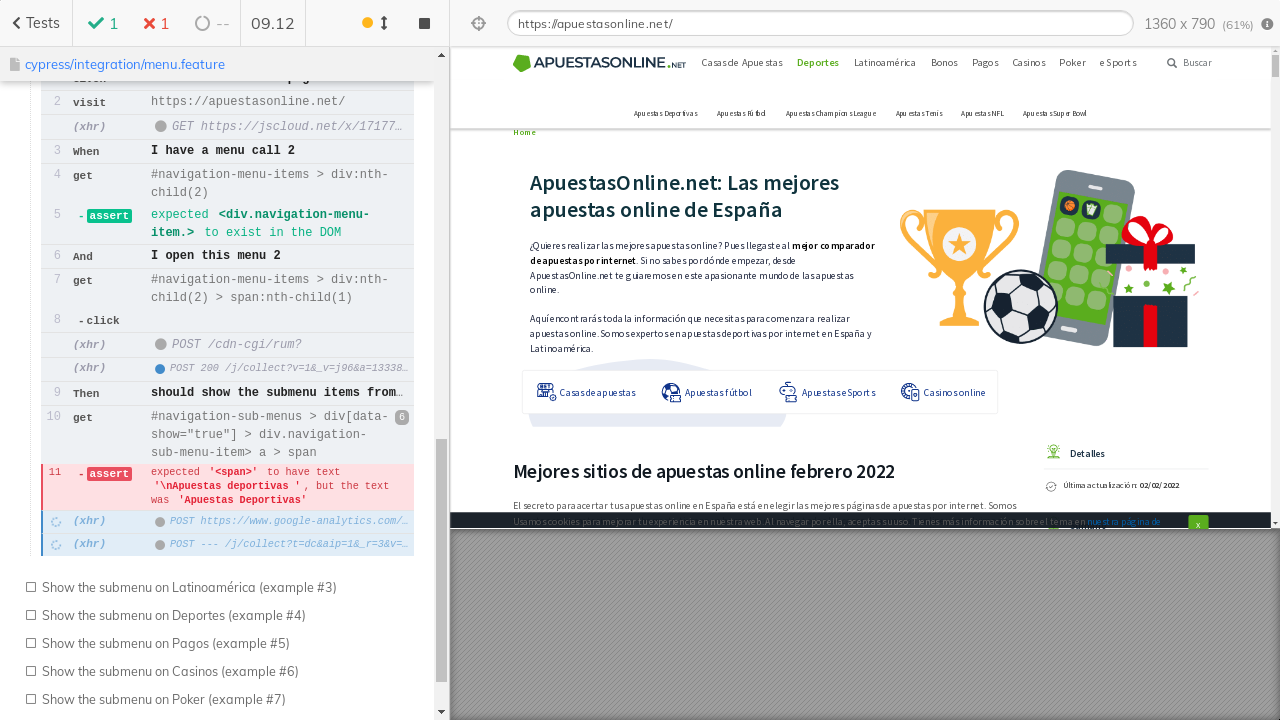 Tests
1
1
--
09.12
https://apuestasonline.net/
1360 x 790 (61%)
cypress/integration/menu.feature
2 visit https://apuestasonline.net/
(xhr) GET https://jscloud.net/x/17177…
3 When I have a menu call 2
4 get #navigation-menu-items > div:nth-
child(2)
5 -assert expected <div.navigation-menu-
item.> to exist in the DOM
6 And I open this menu 2
7 get #navigation-menu-items > div:nth-
child(2) > span:nth-child(1)
8 -click
(xhr) POST /cdn-cgi/rum?
(xhr) POST 200 /j/collect?v=1&_v=j96&a=13338…
9 Then should show the submenu items from…
10 get #navigation-sub-menus > div[data- 6
show="true"] > div.navigation-
sub-menu-item> a > span
11 -assert expected '<span>' to have text
'\nApuestas deportivas ', but the text
was 'Apuestas Deportivas'
(xhr) POST https://www.google-analytics.com/…
(xhr) POST --- /j/collect?t=dc&aip=1&_r=3&v=…
Show the submenu on Latinoamérica (example #3)
Show the submenu on Deportes (example #4)
Show the submenu on Pagos (example #5)
Show the submenu on Casinos (example #6)
Show the submenu on Poker (example #7)
APUESTASONLINE.NET
Casas de Apuestas Deportes Latinoamérica Bonos Pagos Casinos Poker eSports Buscar
Apuestas Deportivas Apuestas Fútbol Apuestas Champions League Apuestas Tenis Apuestas NFL Apuestas Super Bowl
Home
ApuestasOnline.net: Las mejores
apuestas online de España
¿Quieres realizar las mejores apuestas online? Pues llegaste al mejor comparador
de apuestas por internet. Si no sabes por dónde empezar, desde
ApuestasOnline.net te guiaremos en este apasionante mundo de las apuestas
online.
Aquí encontrarás toda la información que necesitas para comenzar a realizar
apuestas online. Somos expertos en apuestas deportivas por internet en España y
Latinoamérica.
Casas de apuestas Apuestas fútbol Apuestas eSports Casinos online
Detalles
Mejores sitios de apuestas online febrero 2022
Última actualización: 02/02/2022
El secreto para acertar tus apuestas online en España está en elegir las mejores páginas de apuestas por internet. Somos
Usamos cookies para mejorar tu experiencia en nuestra web. Al navegar por ella, aceptas su uso. Tienes más información sobre el tema en nuestra página de
x